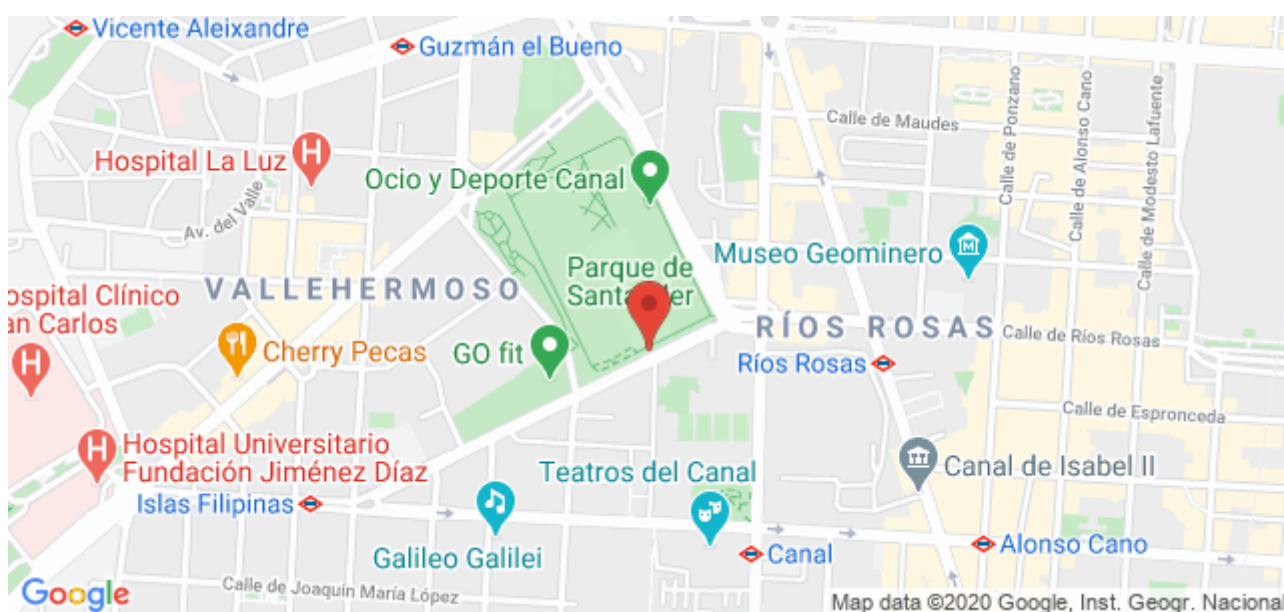 Vicente Aleixandre
Guzmán el Bueno
Calle de Maudes
Calle de Ponzano
Calle de Alonso Cano
Calle de Modesto Lafuente
Hospital La Luz
H
Ocio y Deporte Canal
Av. del Valle
Museo Geominero
M
Parque de
Santander
VALLEHERMOSO
ospital Clínico
an Carlos
H
RÍOS ROSAS
Calle de Ríos Rosas
Cherry Pecas
GO fit
Ríos Rosas
Calle de Espronceda
H
Hospital Universitario
Fundación Jiménez Díaz
Teatros del Canal
Canal de Isabel II
Islas Filipinas
Galileo Galilei
Canal
Alonso Cano
Calle de Joaquín María López
Google
Map data ©2020 Google, Inst. Geogr. Naciona